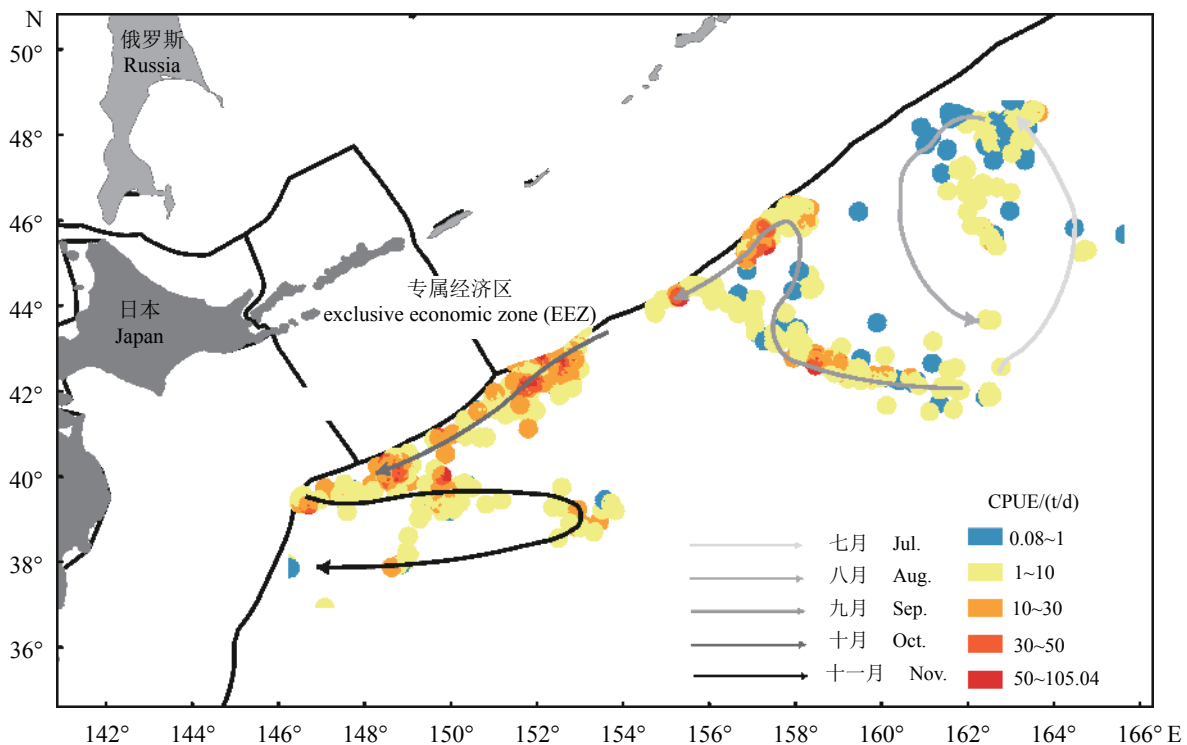 N
50°
48°
46°
44°
42°
40°
38°
36°
俄罗斯
Russia
日本
Japan
专属经济区
exclusive economic zone (EEZ)
CPUE/(t/d)
七月 Jul.
八月 Aug.
九月 Sep.
十月 Oct.
十一月 Nov.
0.08~1
1~10
10~30
30~50
50~105.04
142° 144° 146° 148° 150° 152° 154° 156° 158° 160° 162° 164° 166° E